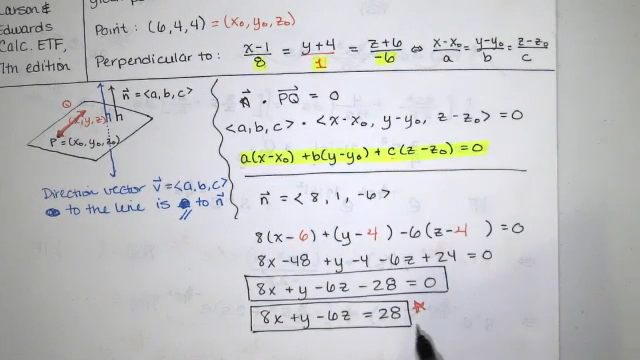 Larson &
Edwards
Calc. ETF,
7th edition
Point : (6, 4, 4) = (x₀, y₀, z₀)
Perpendicular to : x-1/8 = y+4/1 = z+6/-6 ⇔ x-x₀/a = y-y₀/b = z-z₀/c
n⃗ = <a, b, c>
Q
(x, y, z)
P = (x₀, y₀, z₀)
Direction vector v⃗ = <a, b, c>
to the line is // to n⃗
n⃗ · PQ⃗ = 0
<a, b, c> · <x-x₀, y-y₀, z-z₀> = 0
a(x-x₀) + b(y-y₀) + c(z-z₀) = 0
n⃗ = <8, 1, -6>
8(x-6) + (y-4) - 6(z-4) = 0
8x - 48 + y - 4 - 6z + 24 = 0
8x + y - 6z - 28 = 0
8x + y - 6z = 28